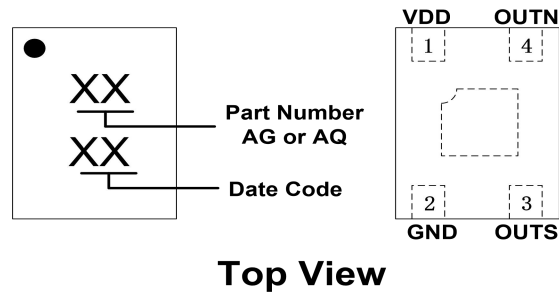 XX
Part Number
AG or AQ
XX
Date Code
VDD OUTN
1 4
2 3
GND OUTS
Top View